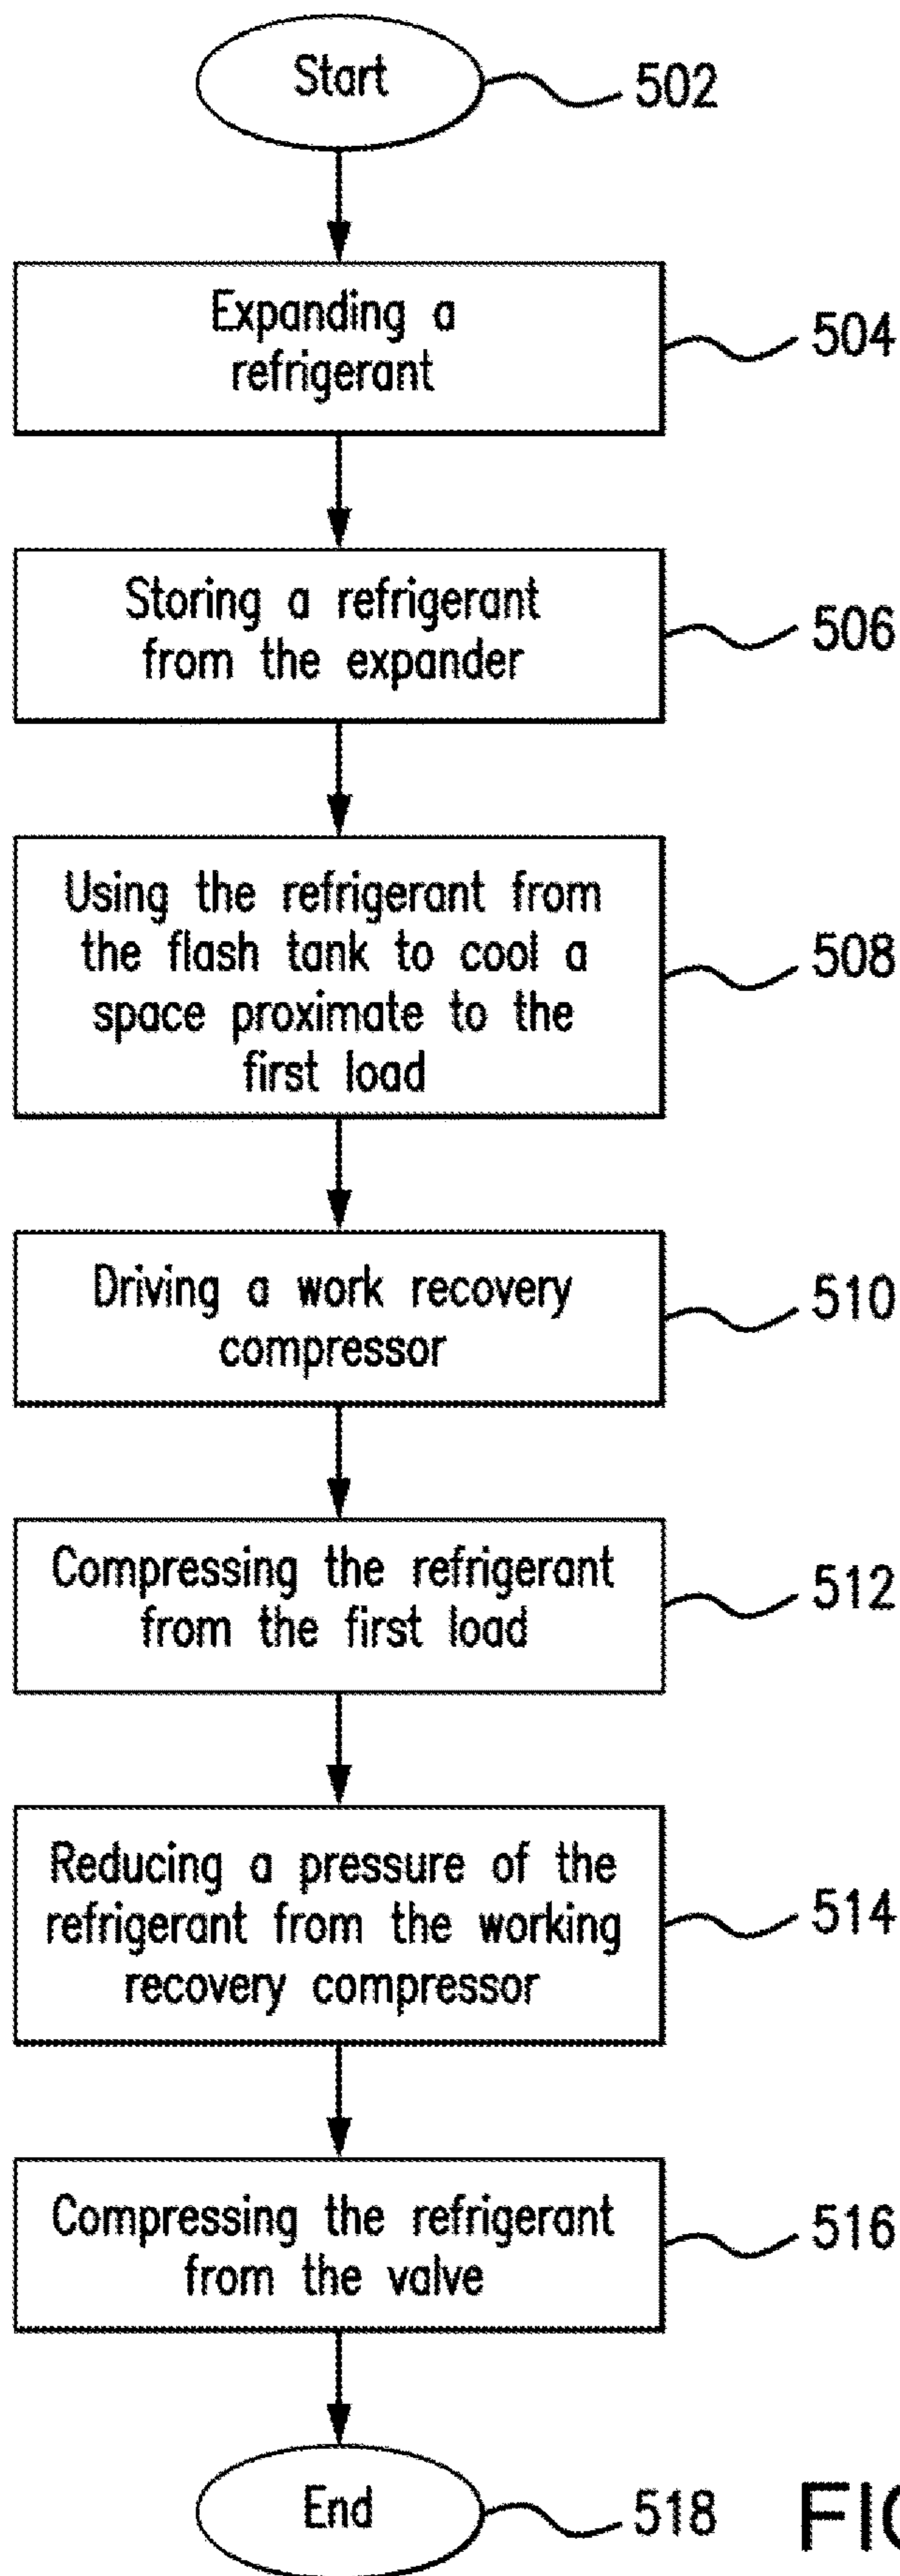 Start
502
Expanding a
refrigerant
504
Storing a refrigerant
from the expander
506
Using the refrigerant from
the flash tank to cool a
space proximate to the
first load
508
Driving a work recovery
compressor
510
Compressing the refrigerant
from the first load
512
Reducing a pressure of the
refrigerant from the working
recovery compressor
514
Compressing the refrigerant
from the valve
516
End
518